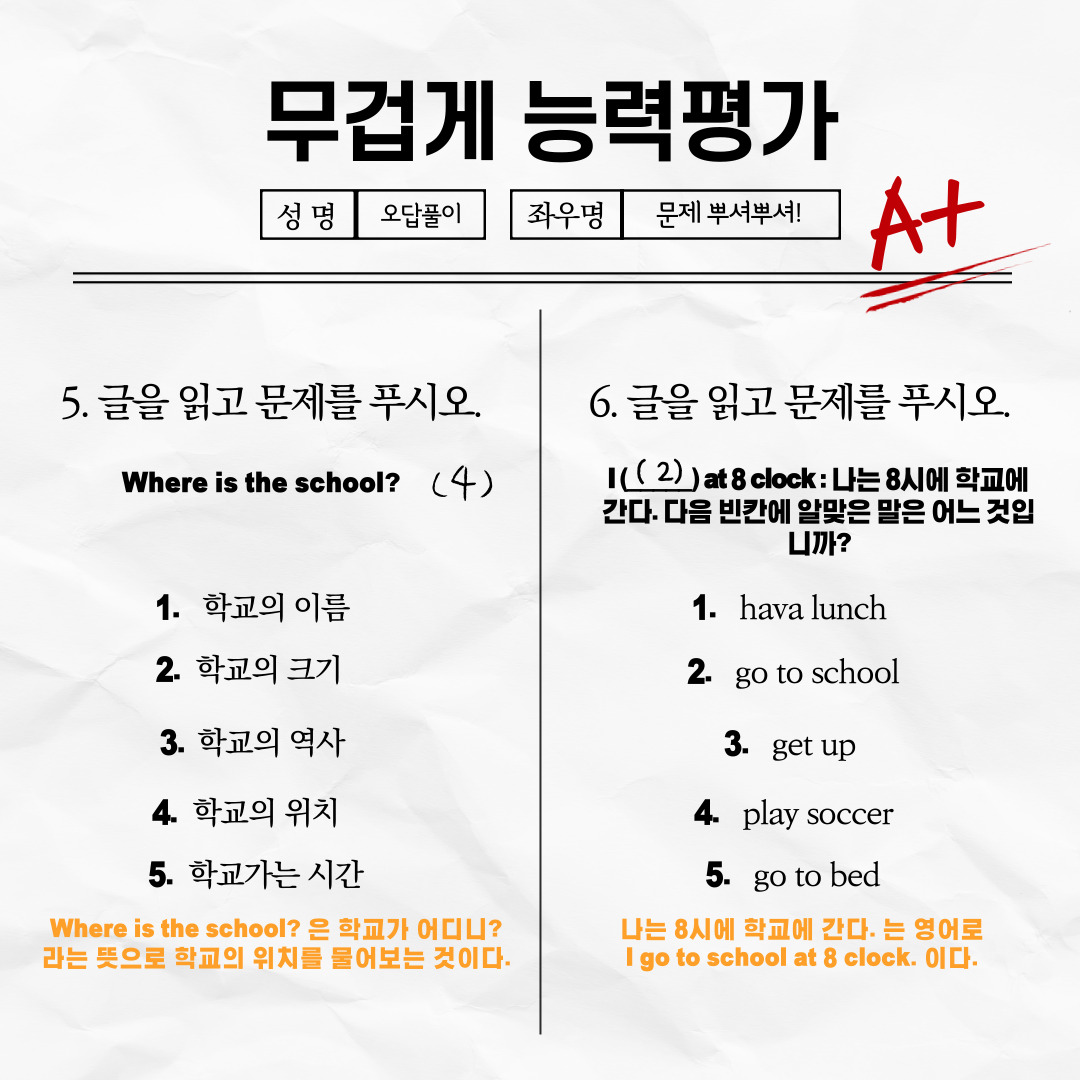 무겁게 능력평가
성 명 오답풀이 좌우명 문제 뿌셔뿌셔!
A+
5. 글을 읽고 문제를 푸시오.
Where is the school? (4)
1. 학교의 이름
2. 학교의 크기
3. 학교의 역사
4. 학교의 위치
5. 학교가는 시간
Where is the school? 은 학교가 어디니?
라는 뜻으로 학교의 위치를 물어보는 것이다.
6. 글을 읽고 문제를 푸시오.
I ( (2) ) at 8 clock : 나는 8시에 학교에
간다. 다음 빈칸에 알맞은 말은 어느 것입
니까?
1. hava lunch
2. go to school
3. get up
4. play soccer
5. go to bed
나는 8시에 학교에 간다. 는 영어로
I go to school at 8 clock. 이다.